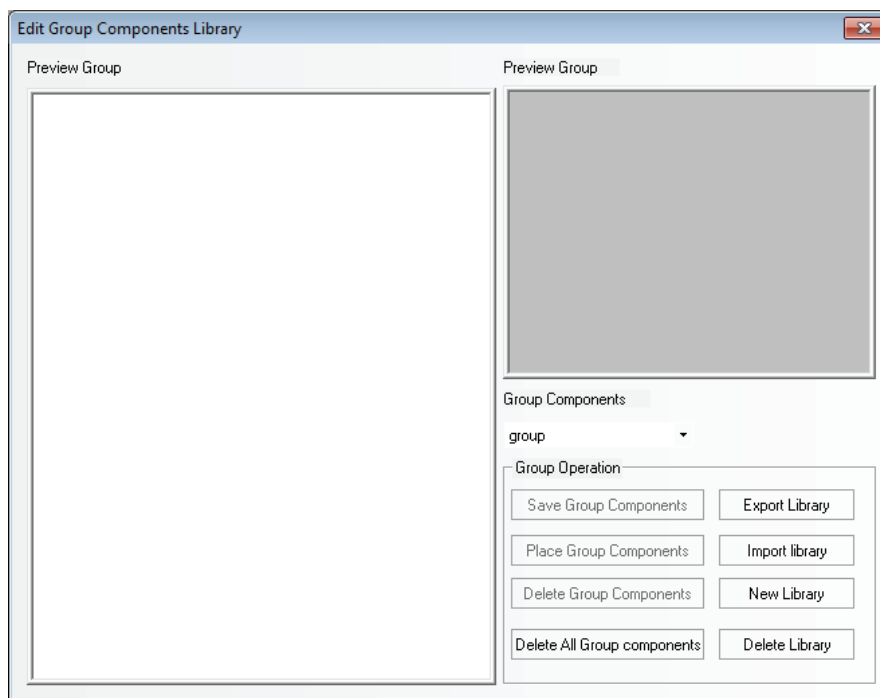 Edit Group Components Library
Preview Group
Preview Group
Group Components
group
Group Operation
Save Group Components
Export Library
Place Group Components
Import library
Delete Group Components
New Library
Delete All Group components
Delete Library